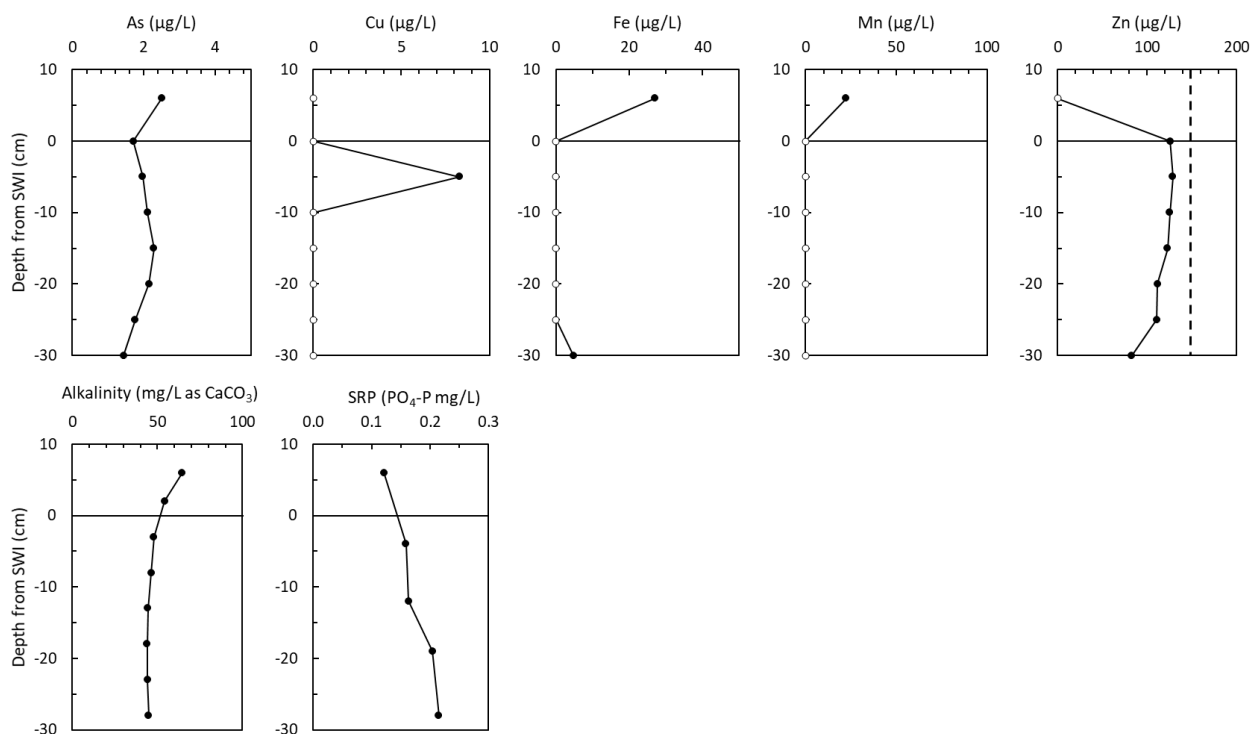 As (µg/L)
0 2 4
Cu (µg/L)
0 5 10
Fe (µg/L)
0 20 40
Mn (µg/L)
0 50 100
Zn (µg/L)
0 100 200
Depth from SWI (cm)
10
0
-10
-20
-30
Alkalinity (mg/L as CaCO₃)
0 50 100
SRP (PO₄-P mg/L)
0.0 0.1 0.2 0.3
Depth from SWI (cm)
10
0
-10
-20
-30
10
0
-10
-20
-30
10
0
-10
-20
-30
10
0
-10
-20
-30
10
0
-10
-20
-30
10
0
-10
-20
-30